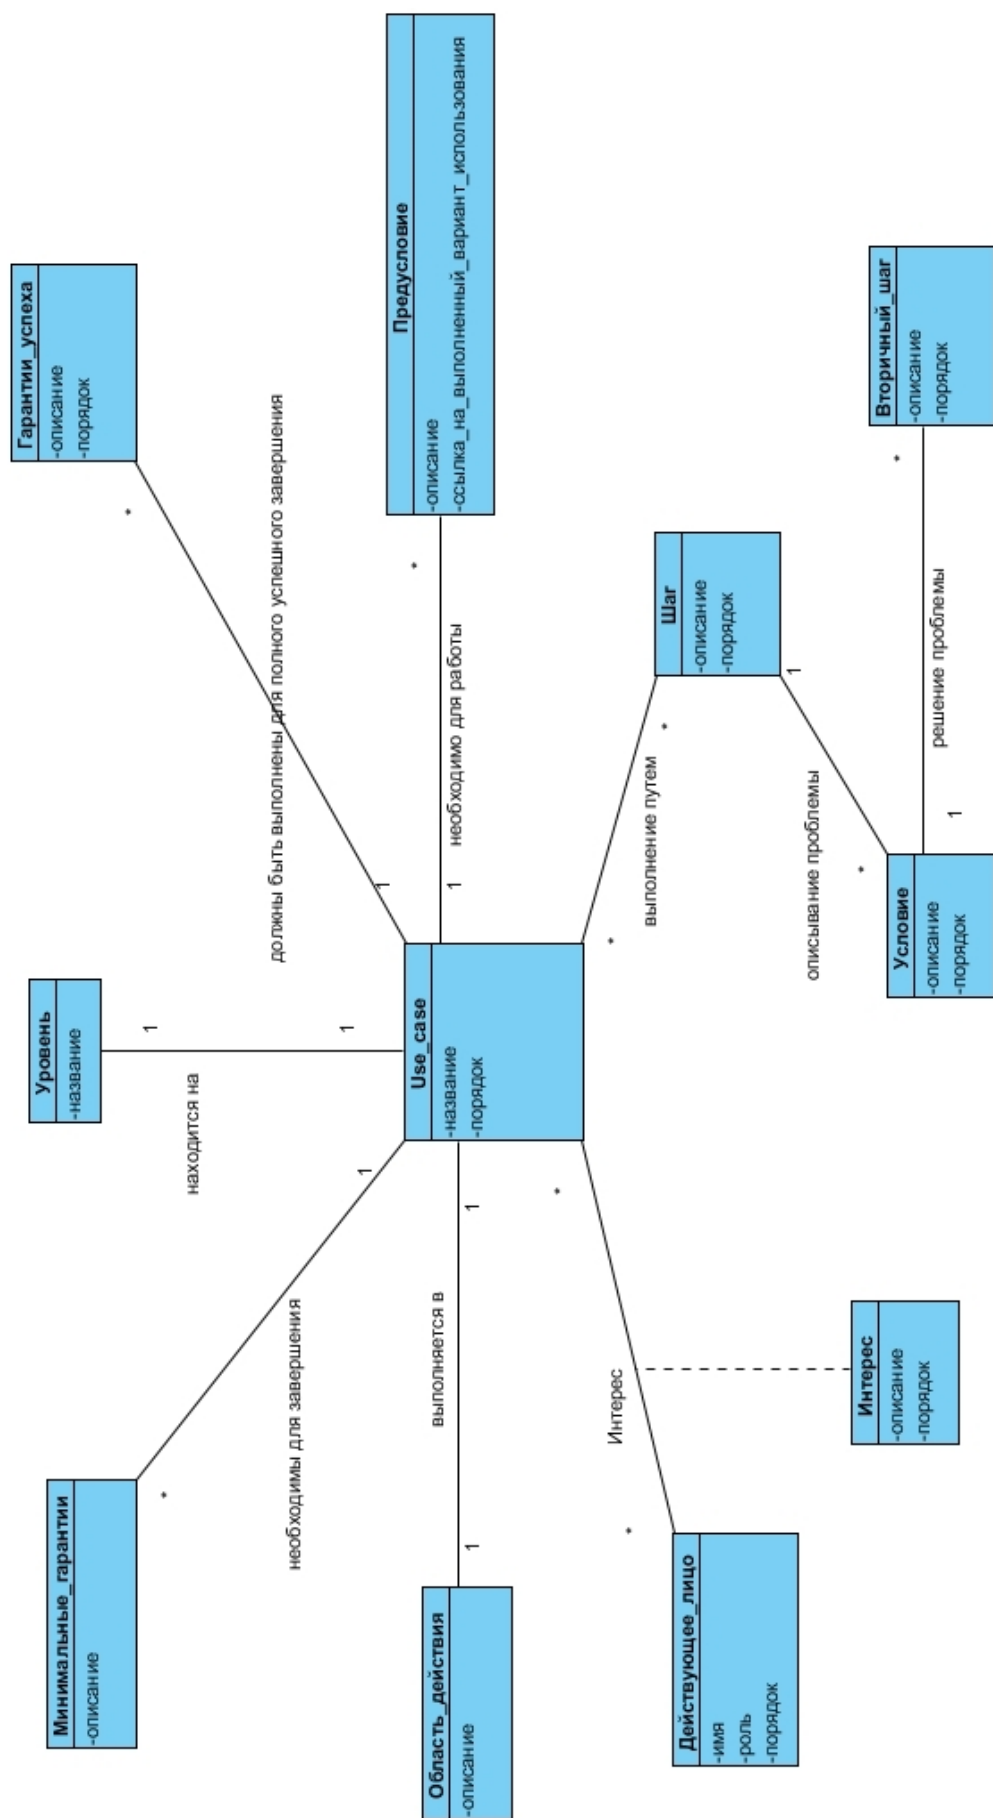 Гарантии_успеха
-описание
-порядок
*
должны быть выполнены для полного успешного завершения
1
Предусловие
-описание
-ссылка_на_выполненный_вариант_использования
*
необходимо для работы
1
Уровень
-название
1
находится на
1
Use_case
-название
-порядок
Минимальные_гарантии
-описание
*
необходимы для завершения
1
Область_действия
-описание
1
выполняется в
1
Действующее_лицо
-имя
-роль
-порядок
*
Интерес
*
Интерес
-описание
-порядок
*
выполнение путем
*
Шаг
-описание
-порядок
1
описывание проблемы
*
Условие
-описание
-порядок
1
решение проблемы
*
Вторичный_шаг
-описание
-порядок